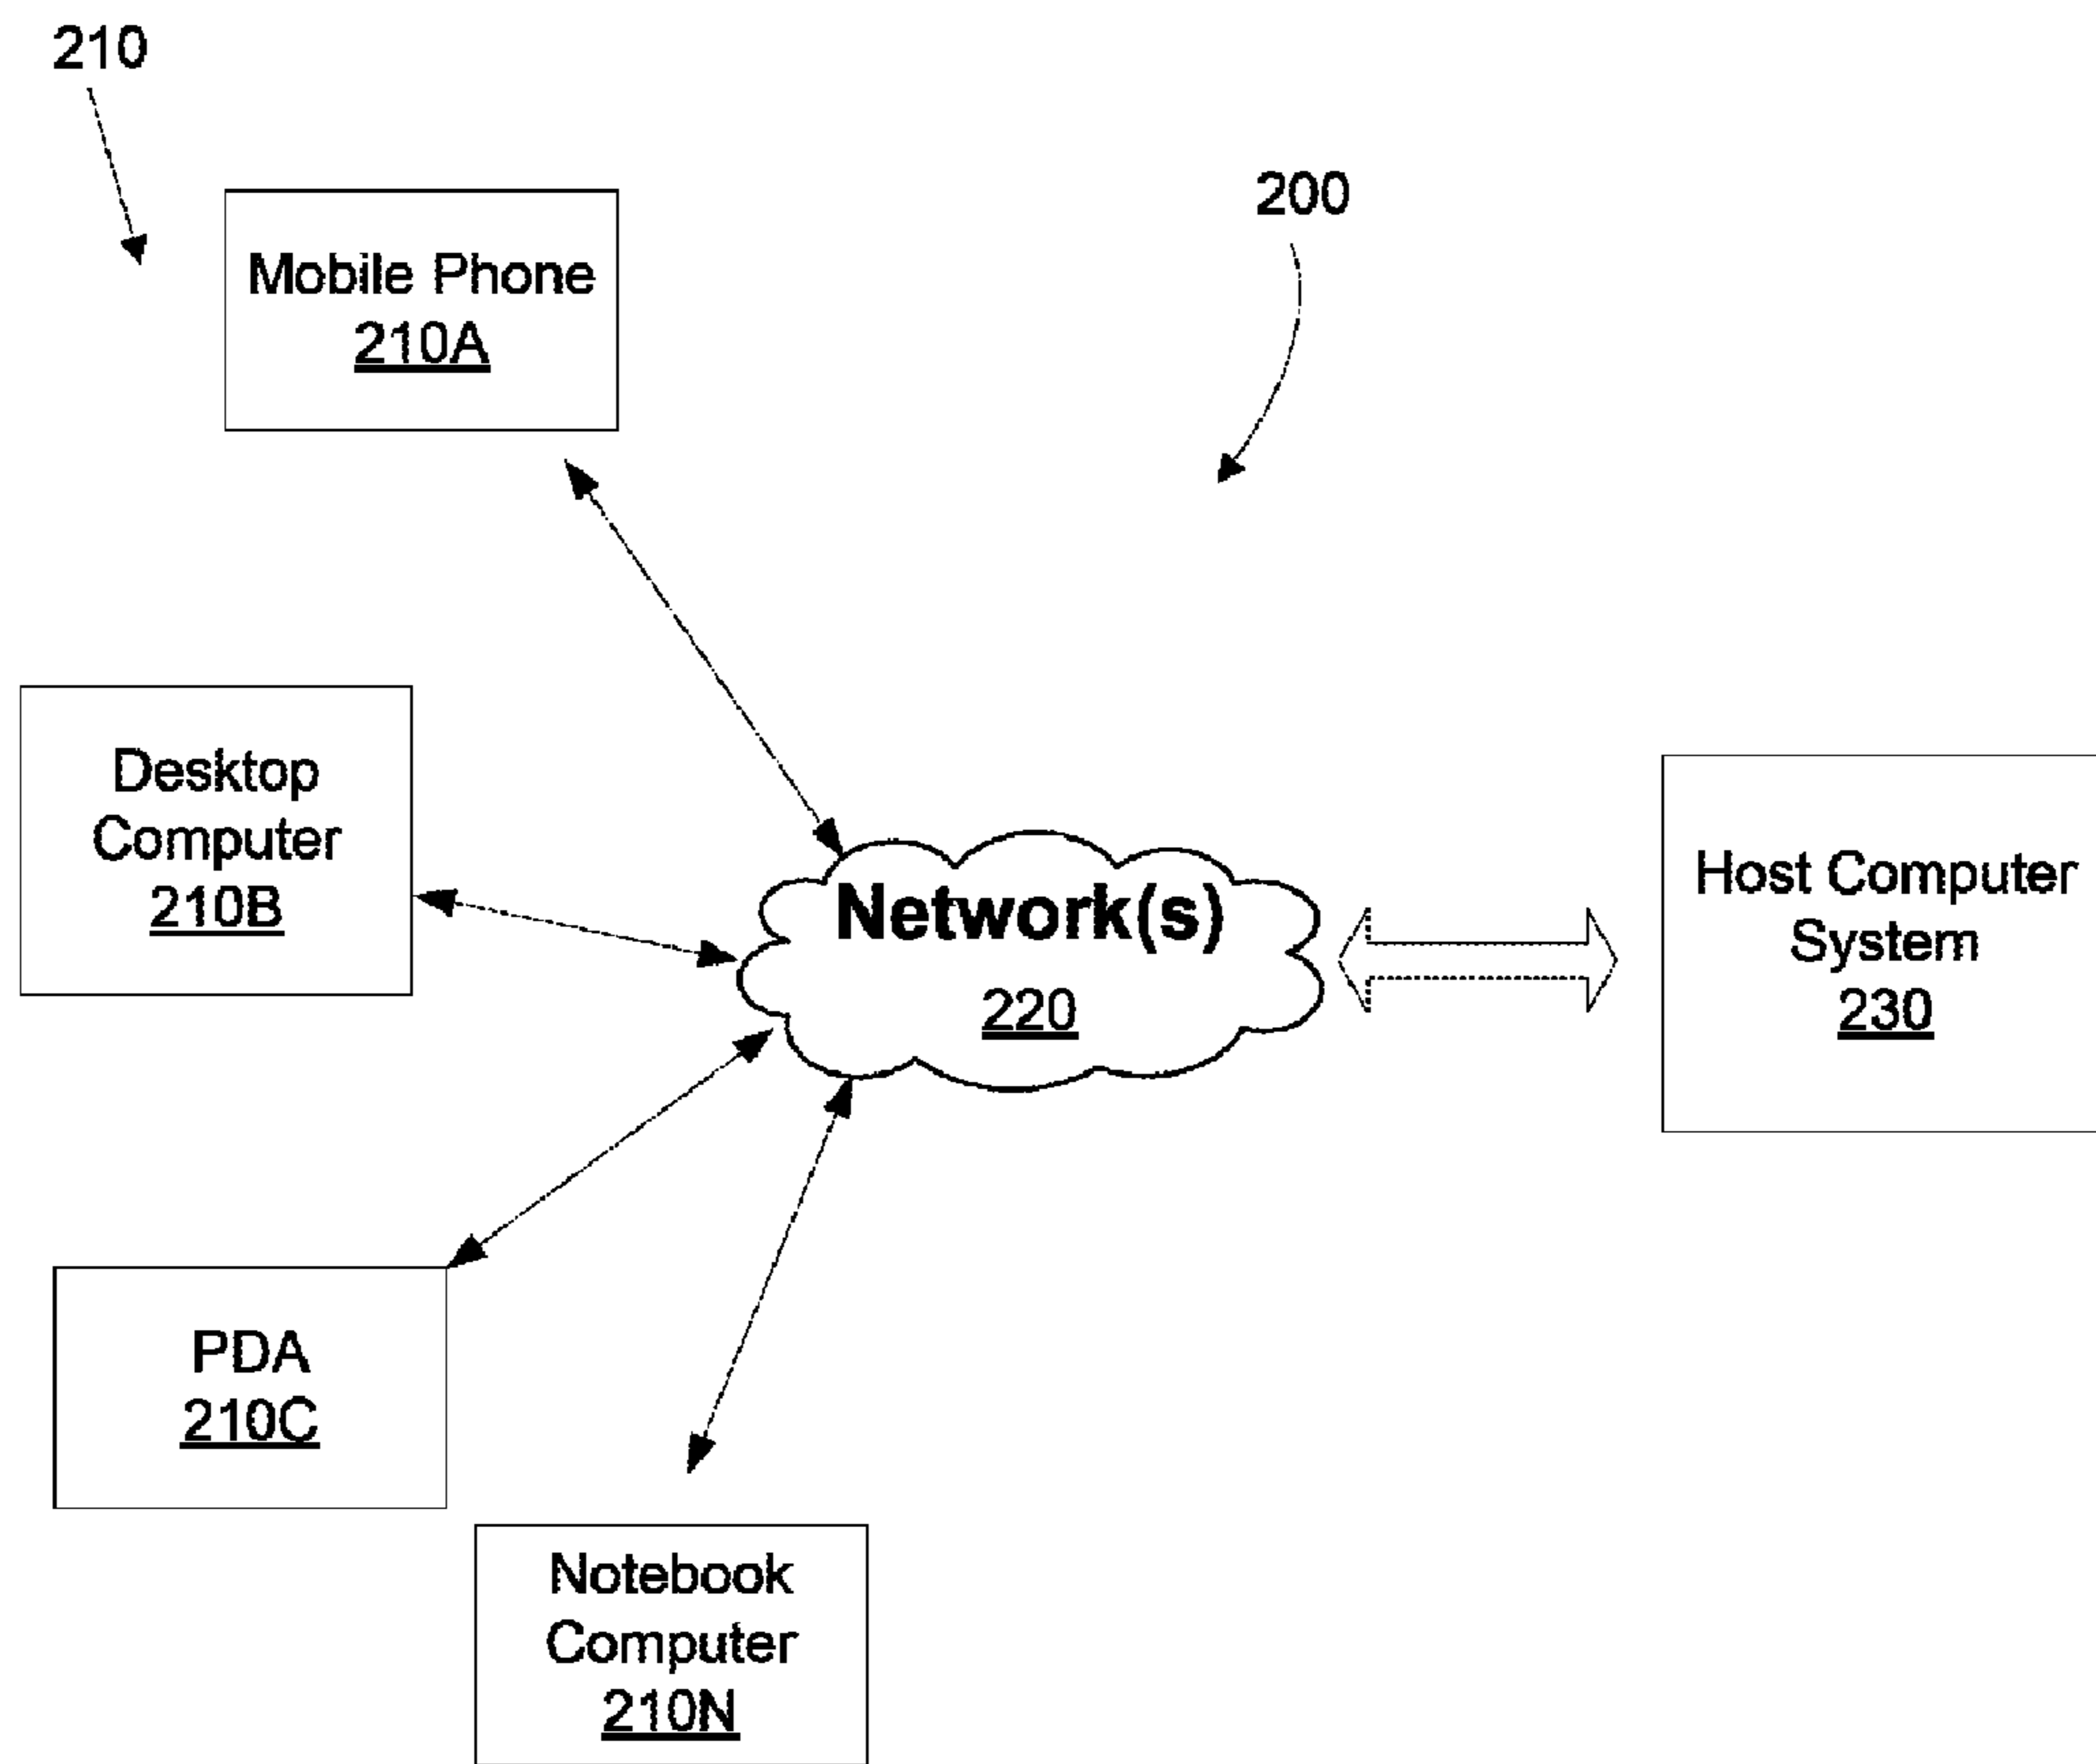 210
200
Mobile Phone
210A
Desktop
Computer
210B
Network(s)
220
Host Computer
System
230
PDA
210C
Notebook
Computer
210N